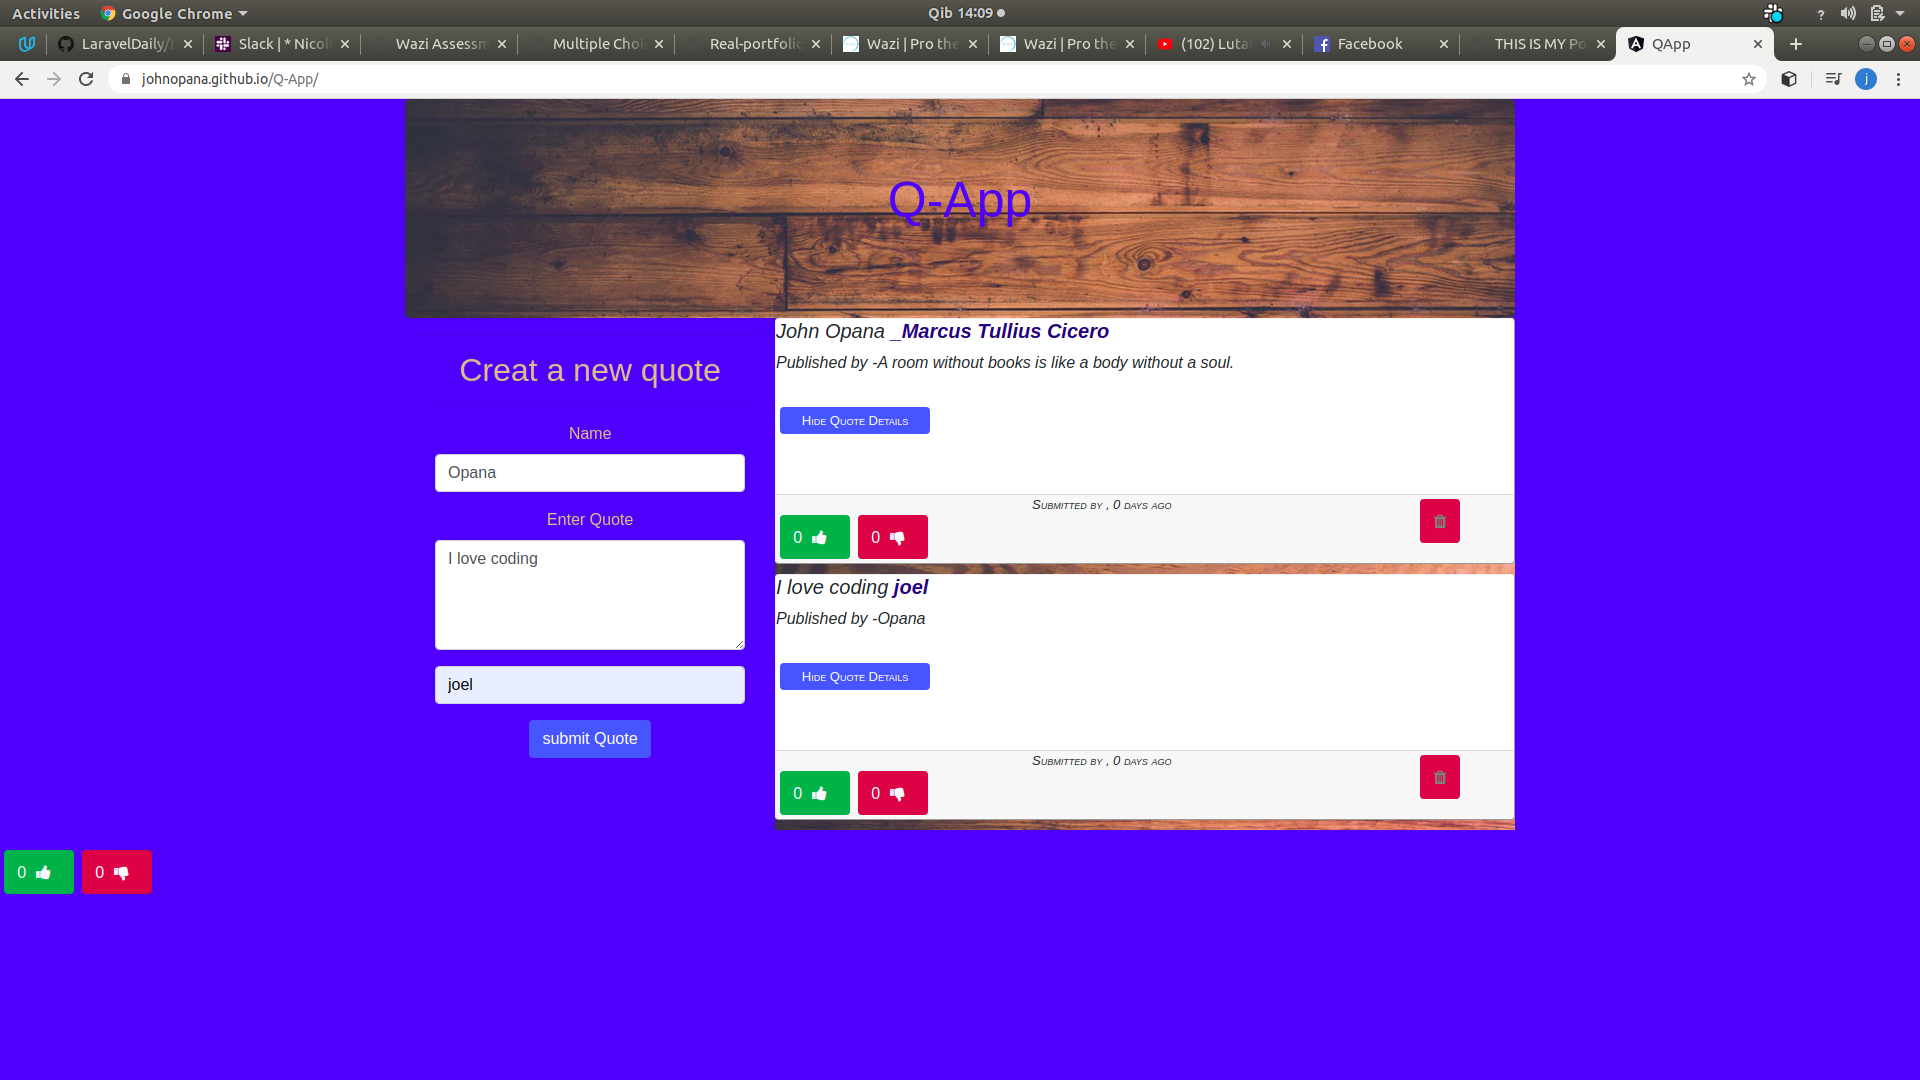 Activities
Google Chrome
Qib 14:09
LaravelDaily/
Slack | * Nicol
Wazi Assessm
Multiple Choi
Real-portfolio
Wazi | Pro the
Wazi | Pro the
(102) Lutan
Facebook
THIS IS MY Po
QApp
johnopana.github.io/Q-App/
j
Q-App
Creat a new quote
Name
Opana
Enter Quote
I love coding
joel
submit Quote
John Opana _Marcus Tullius Cicero
Published by -A room without books is like a body without a soul.
Hide Quote Details
Submitted by , 0 days ago
0 0
I love coding joel
Published by -Opana
Hide Quote Details
Submitted by , 0 days ago
0 0
0 0